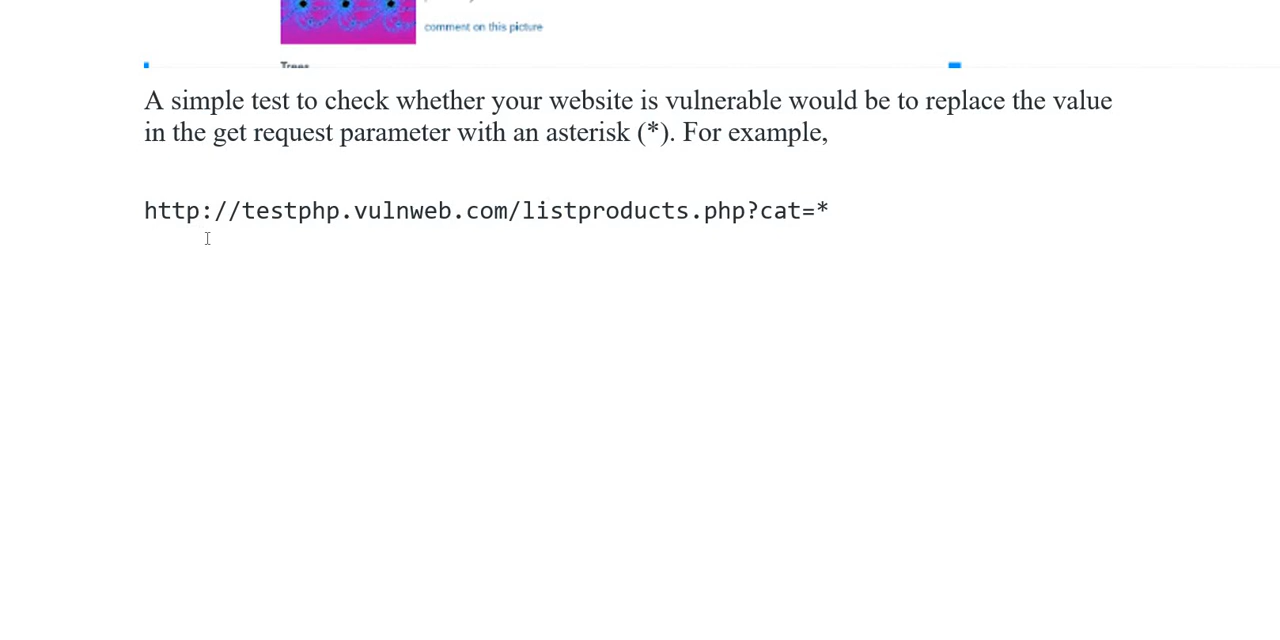 comment on this picture
Trees
A simple test to check whether your website is vulnerable would be to replace the value
in the get request parameter with an asterisk (*). For example,
http://testphp.vulnweb.com/listproducts.php?cat=*